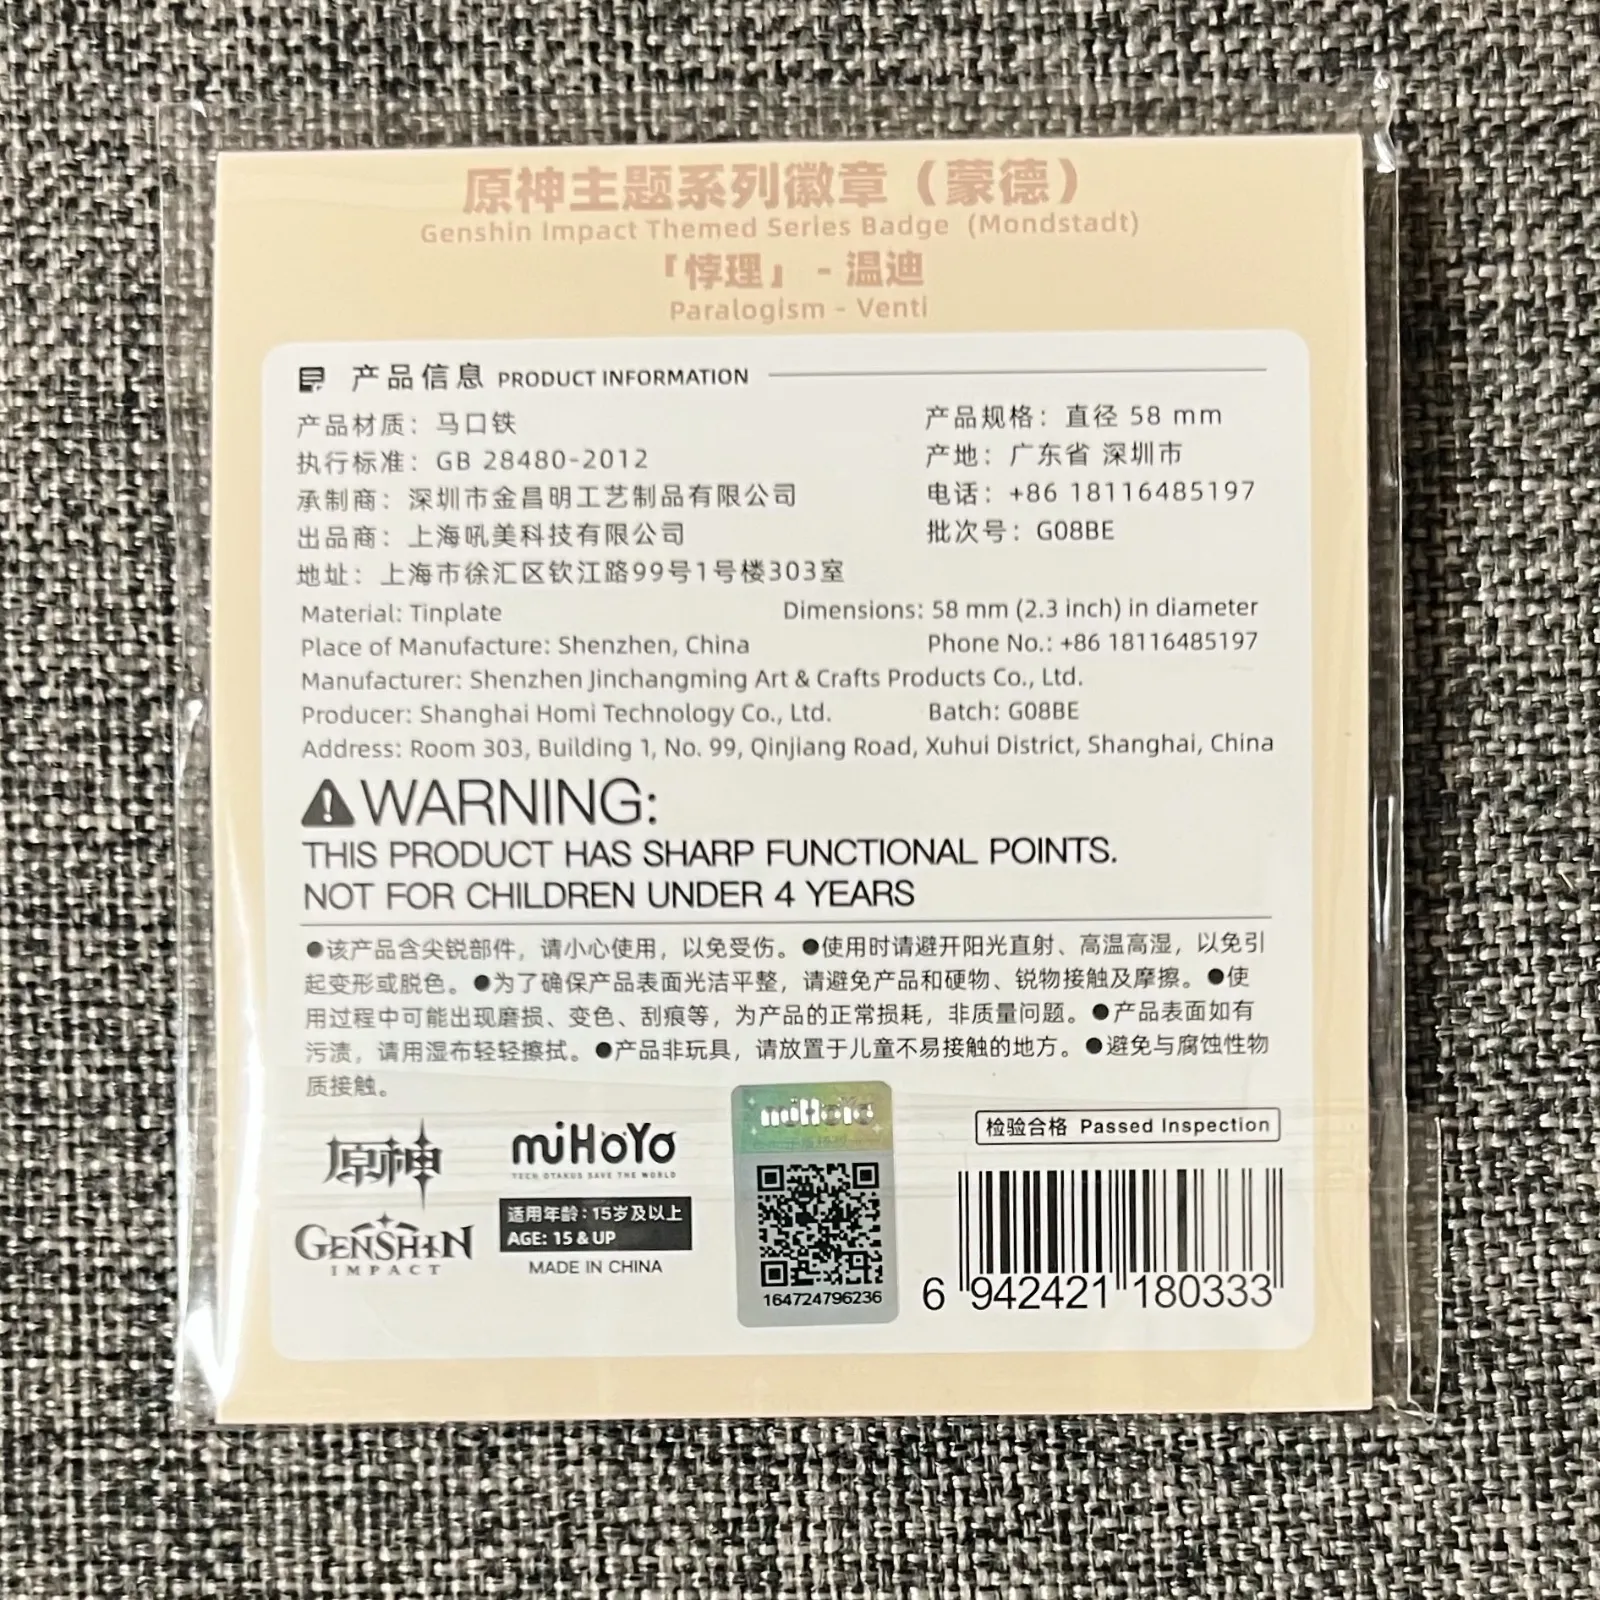 原神主题系列徽章（蒙德）
Genshin Impact Themed Series Badge (Mondstadt)
「悖理」 - 温迪
Paralogism - Venti
产品信息 PRODUCT INFORMATION
产品材质：马口铁 产品规格：直径 58 mm
执行标准：GB 28480-2012 产地：广东省 深圳市
承制商：深圳市金昌明工艺制品有限公司 电话：+86 18116485197
出品商：上海吼美科技有限公司 批次号：G08BE
地址：上海市徐汇区钦江路99号1号楼303室
Material: Tinplate Dimensions: 58 mm (2.3 inch) in diameter
Place of Manufacture: Shenzhen, China Phone No.: +86 18116485197
Manufacturer: Shenzhen Jinchangming Art & Crafts Products Co., Ltd.
Producer: Shanghai Homi Technology Co., Ltd. Batch: G08BE
Address: Room 303, Building 1, No. 99, Qinjiang Road, Xuhui District, Shanghai, China
WARNING:
THIS PRODUCT HAS SHARP FUNCTIONAL POINTS.
NOT FOR CHILDREN UNDER 4 YEARS
●该产品含尖锐部件，请小心使用，以免受伤。●使用时请避开阳光直射、高温高湿，以免引
起变形或脱色。●为了确保产品表面光洁平整，请避免产品和硬物、锐物接触及摩擦。●使
用过程中可能出现磨损、变色、刮痕等，为产品的正常损耗，非质量问题。●产品表面如有
污渍，请用湿布轻轻擦拭。●产品非玩具，请放置于儿童不易接触的地方。●避免与腐蚀性物
质接触。
原神
GENSHIN
IMPACT
miHoYo
TECH OTAKUS SAVE THE WORLD
适用年龄：15岁及以上
AGE: 15 & UP
MADE IN CHINA
miHoYo
164724796236
检验合格 Passed Inspection
6 942421 180333